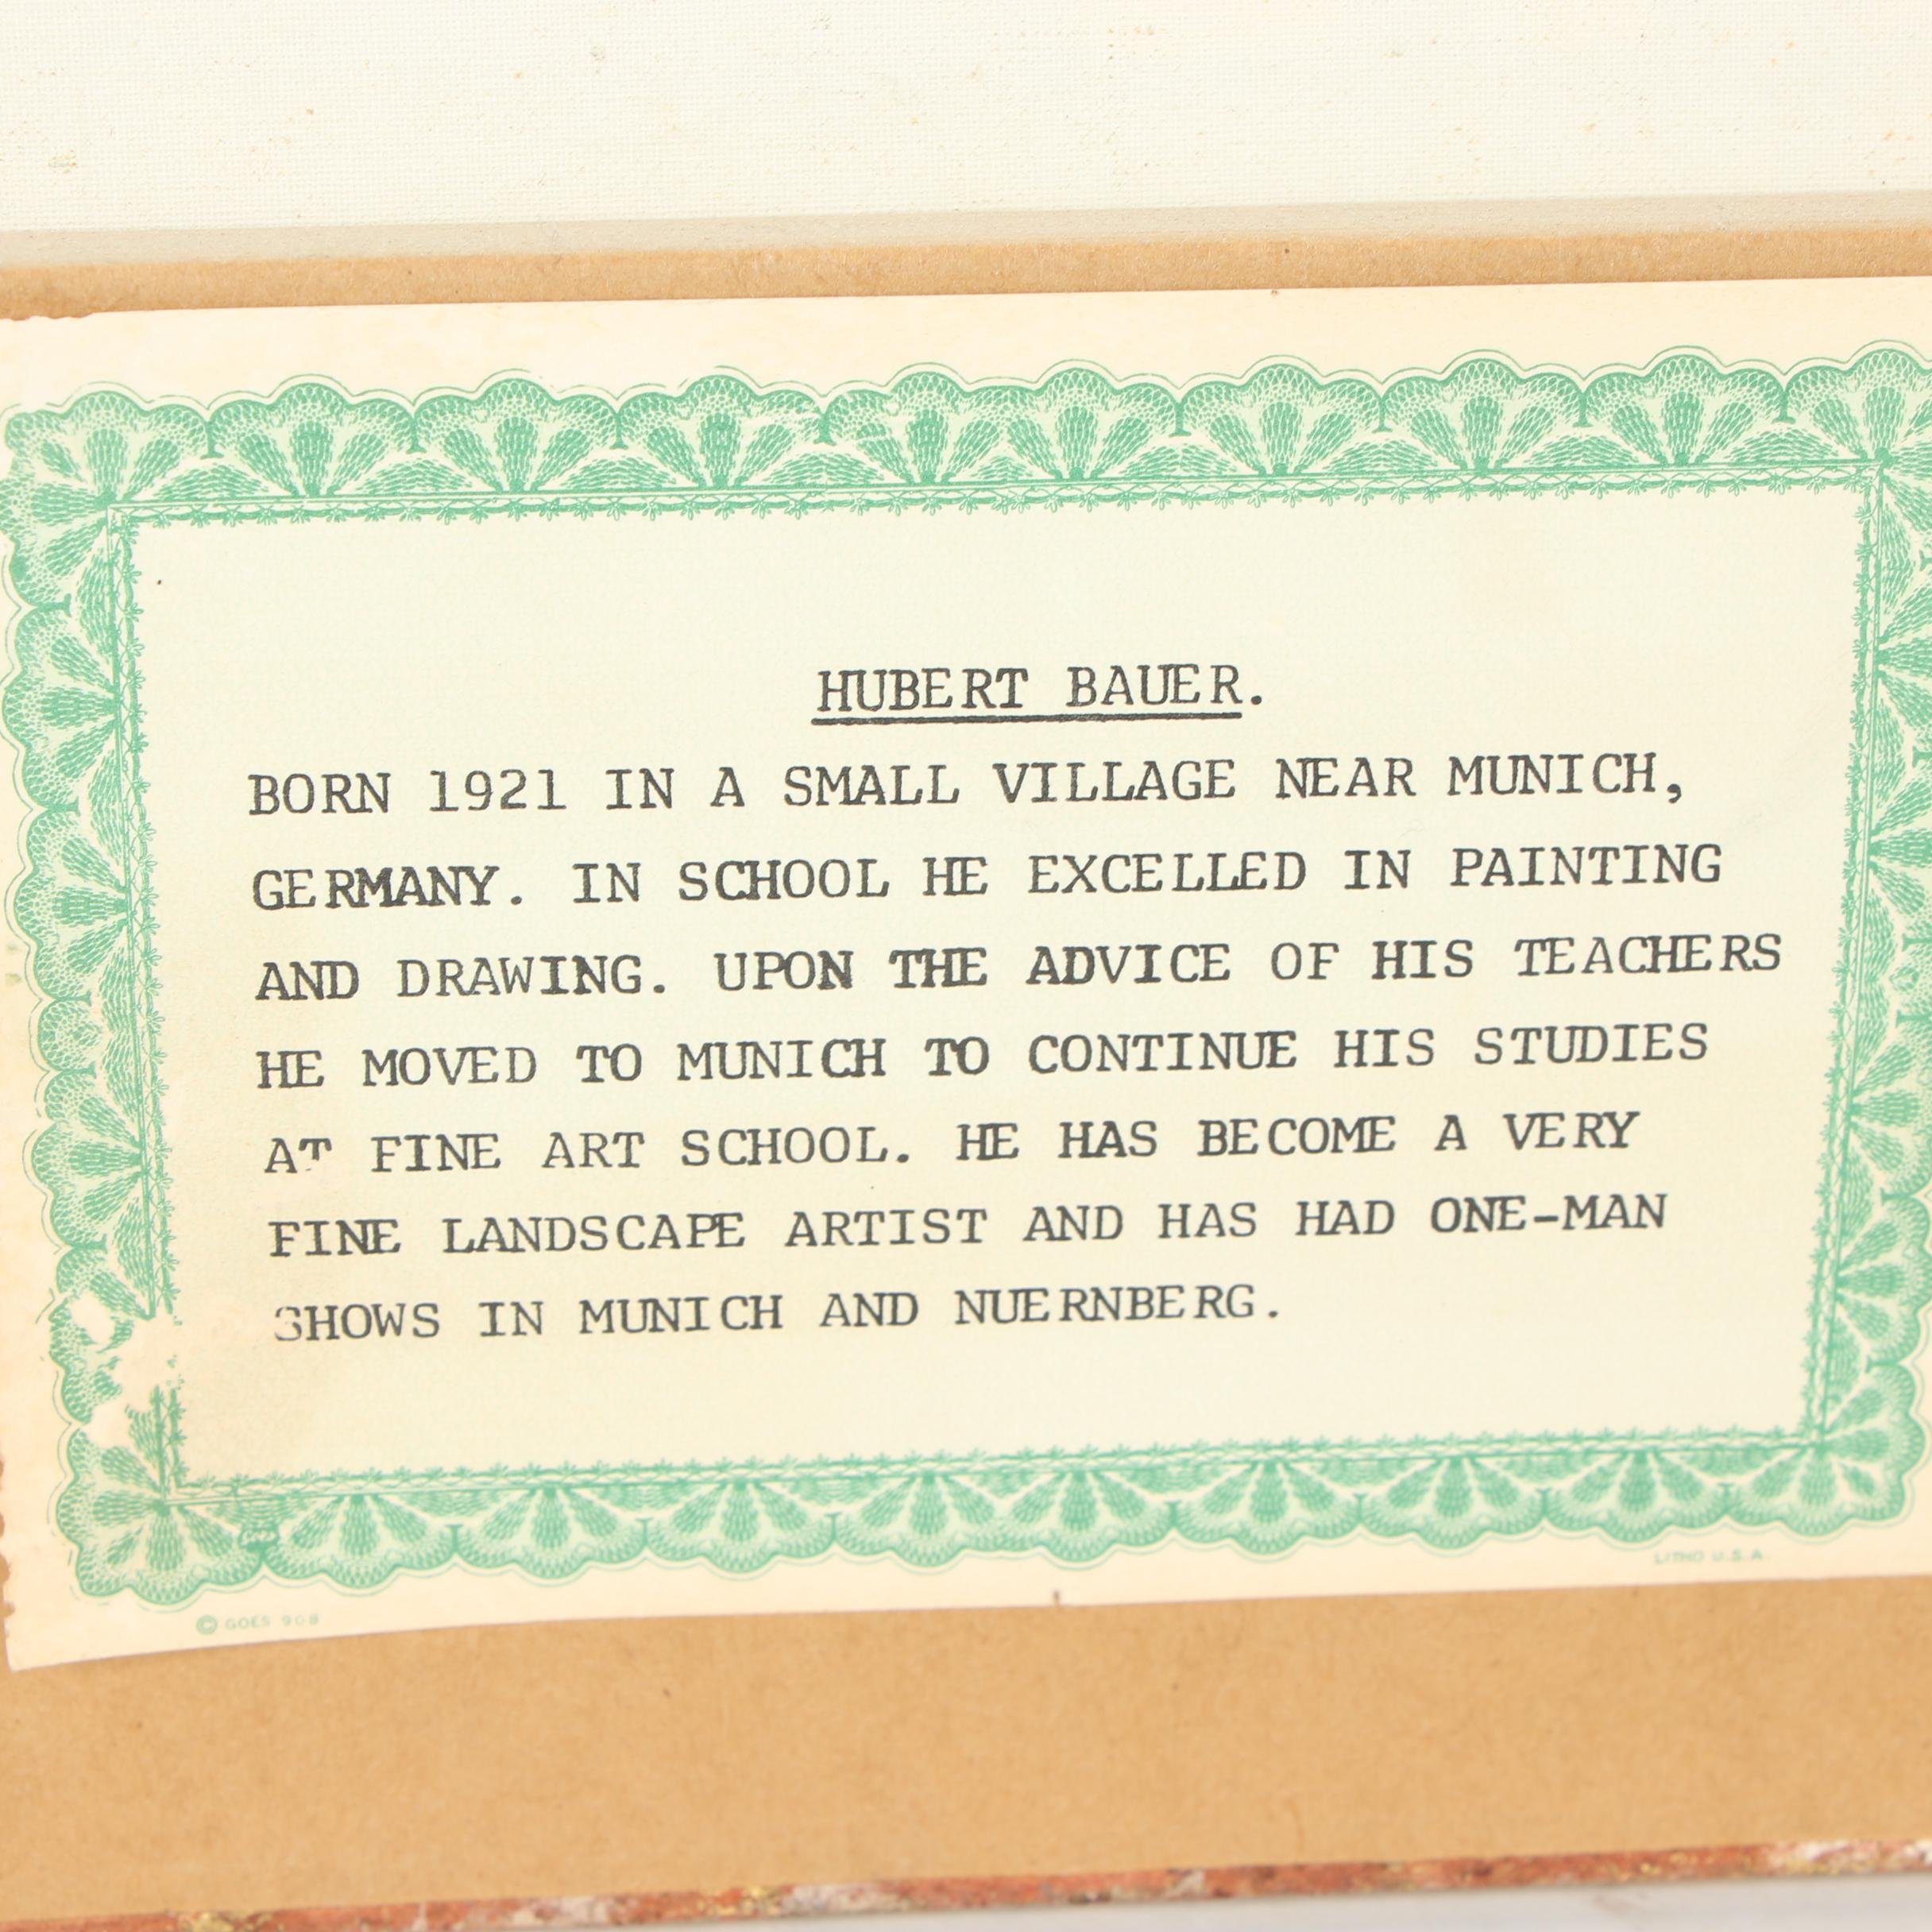 HUBERT BAUER.
BORN 1921 IN A SMALL VILLAGE NEAR MUNICH,
GERMANY. IN SCHOOL HE EXCELLED IN PAINTING
AND DRAWING. UPON THE ADVICE OF HIS TEACHERS
HE MOVED TO MUNICH TO CONTINUE HIS STUDIES
AT FINE ART SCHOOL. HE HAS BECOME A VERY
FINE LANDSCAPE ARTIST AND HAS HAD ONE-MAN
SHOWS IN MUNICH AND NUERNBERG.
LITHO U.S.A.
© GOES 908